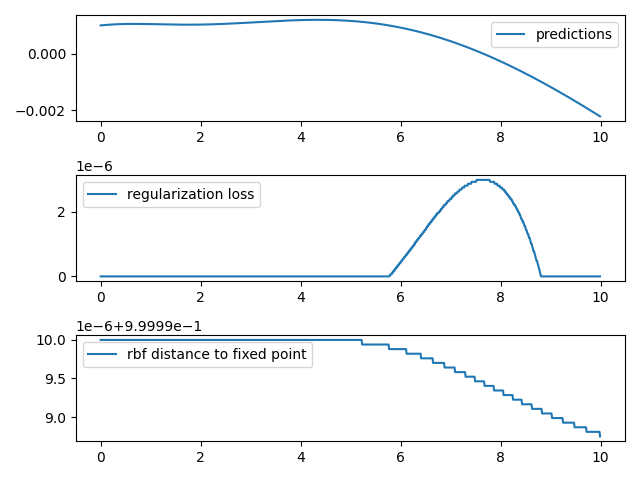 predictions
0.000
−0.002
0 2 4 6 8 10
1e−6
regularization loss
2
0
0 2 4 6 8 10
1e−6+9.9999e−1
10.0
rbf distance to fixed point
9.5
9.0
0 2 4 6 8 10